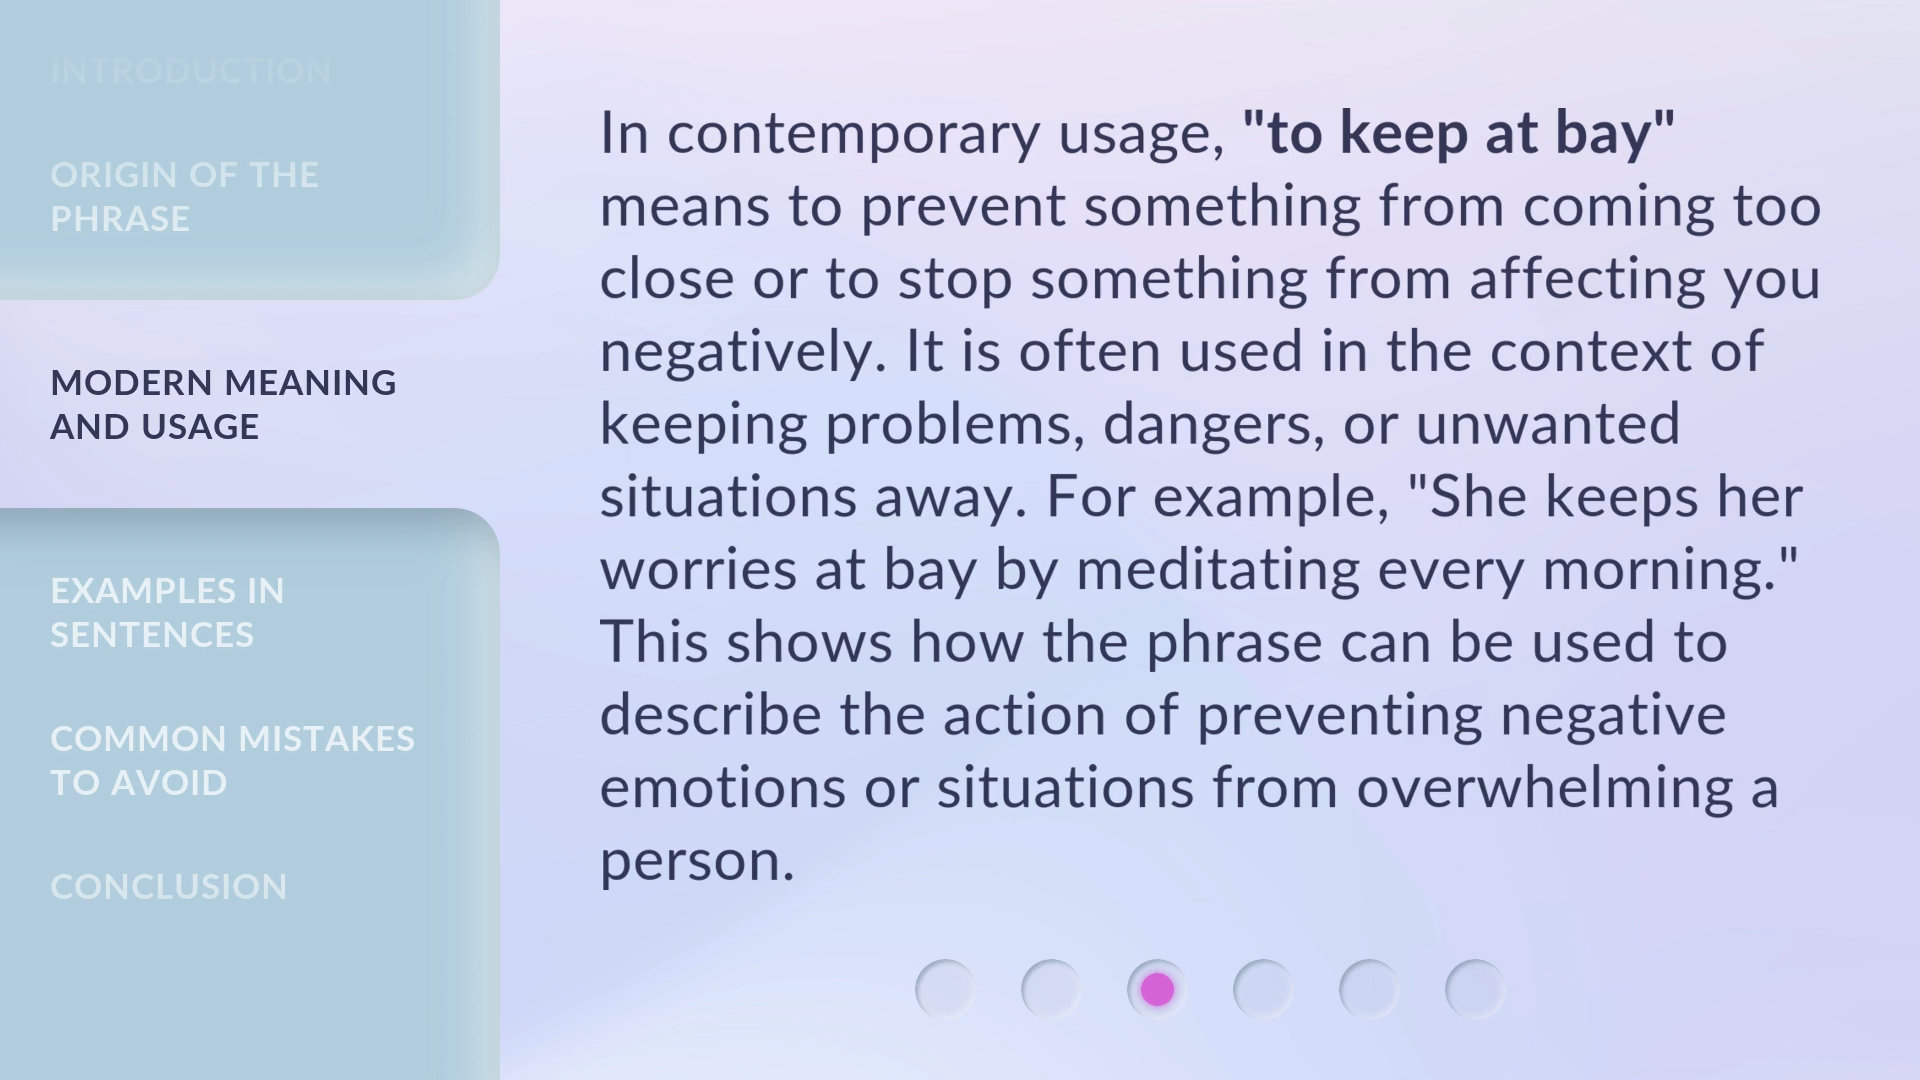 INTRODUCTION
ORIGIN OF THE
PHRASE
MODERN MEANING
AND USAGE
EXAMPLES IN
SENTENCES
COMMON MISTAKES
TO AVOID
CONCLUSION
In contemporary usage, "to keep at bay"
means to prevent something from coming too
close or to stop something from affecting you
negatively. It is often used in the context of
keeping problems, dangers, or unwanted
situations away. For example, "She keeps her
worries at bay by meditating every morning."
This shows how the phrase can be used to
describe the action of preventing negative
emotions or situations from overwhelming a
person.